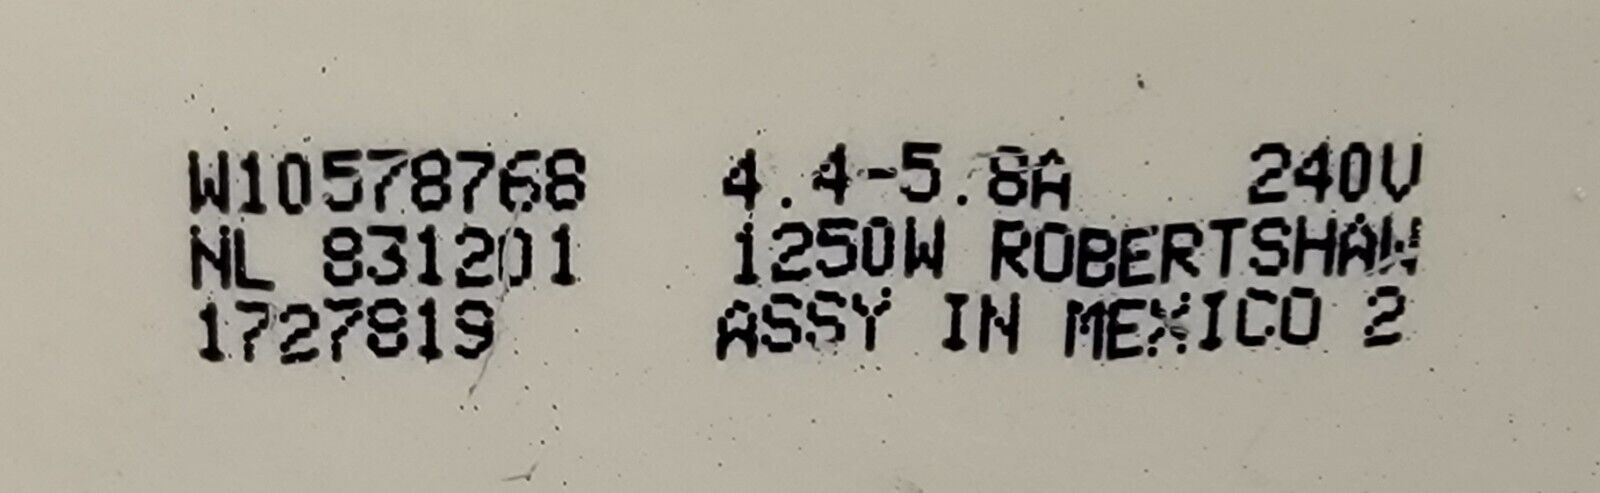 W10578768 4.4-5.8A 240V
NL 831201 1250W ROBERTSHAW
1727819 ASSY IN MEXICO 2